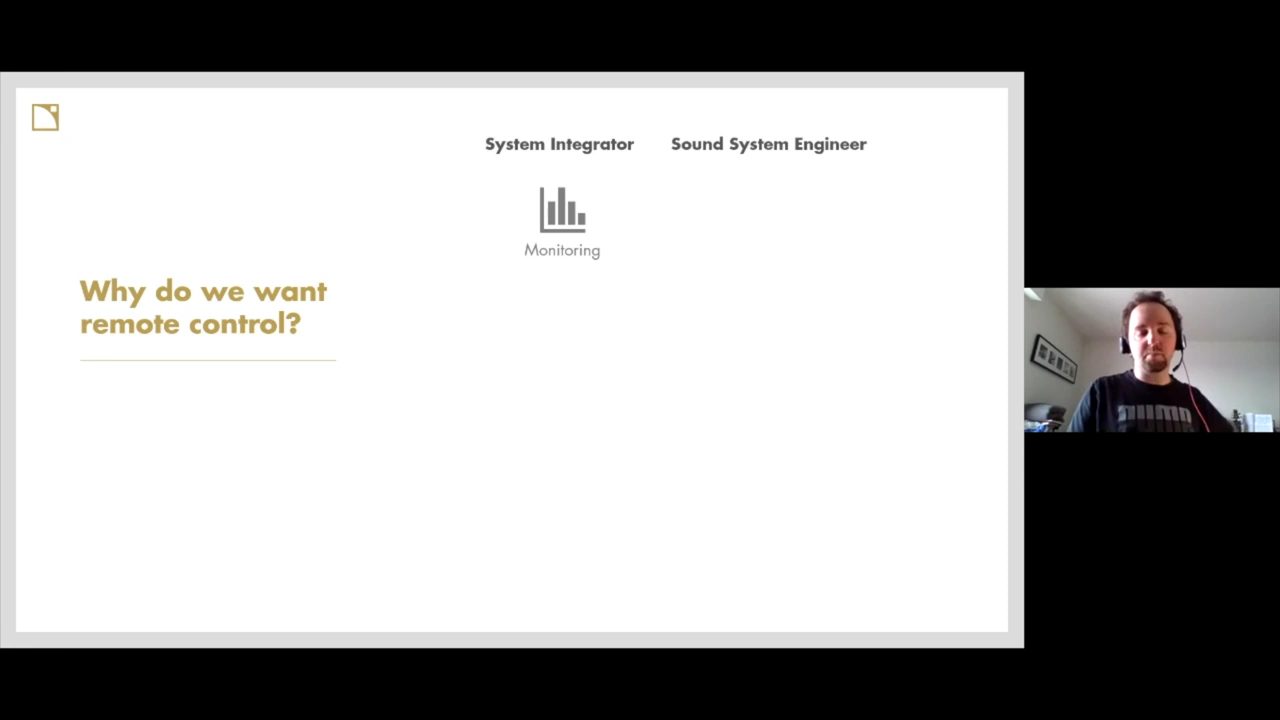 System Integrator
Sound System Engineer
Monitoring
Why do we want
remote control?
PUMA